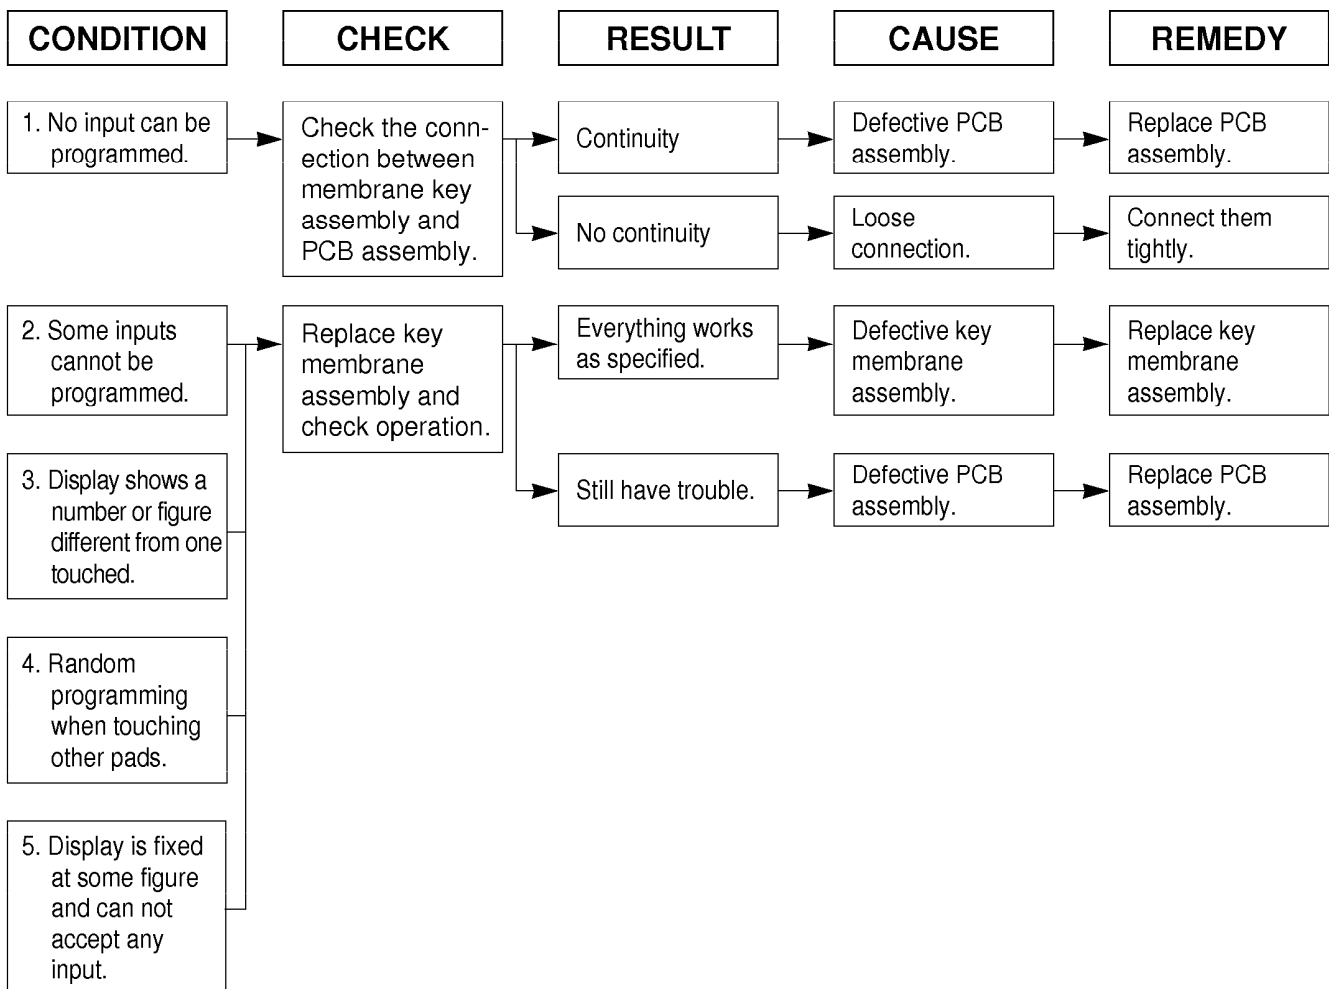 CONDITION
CHECK
RESULT
CAUSE
REMEDY
1. No input can be
programmed.
Check the conn-
ection between
membrane key
assembly and
PCB assembly.
Continuity
Defective PCB
assembly.
Replace PCB
assembly.
No continuity
Loose
connection.
Connect them
tightly.
2. Some inputs
cannot be
programmed.
Replace key
membrane
assembly and
check operation.
Everything works
as specified.
Defective key
membrane
assembly.
Replace key
membrane
assembly.
Still have trouble.
Defective PCB
assembly.
Replace PCB
assembly.
3. Display shows a
number or figure
different from one
touched.
4. Random
programming
when touching
other pads.
5. Display is fixed
at some figure
and can not
accept any
input.